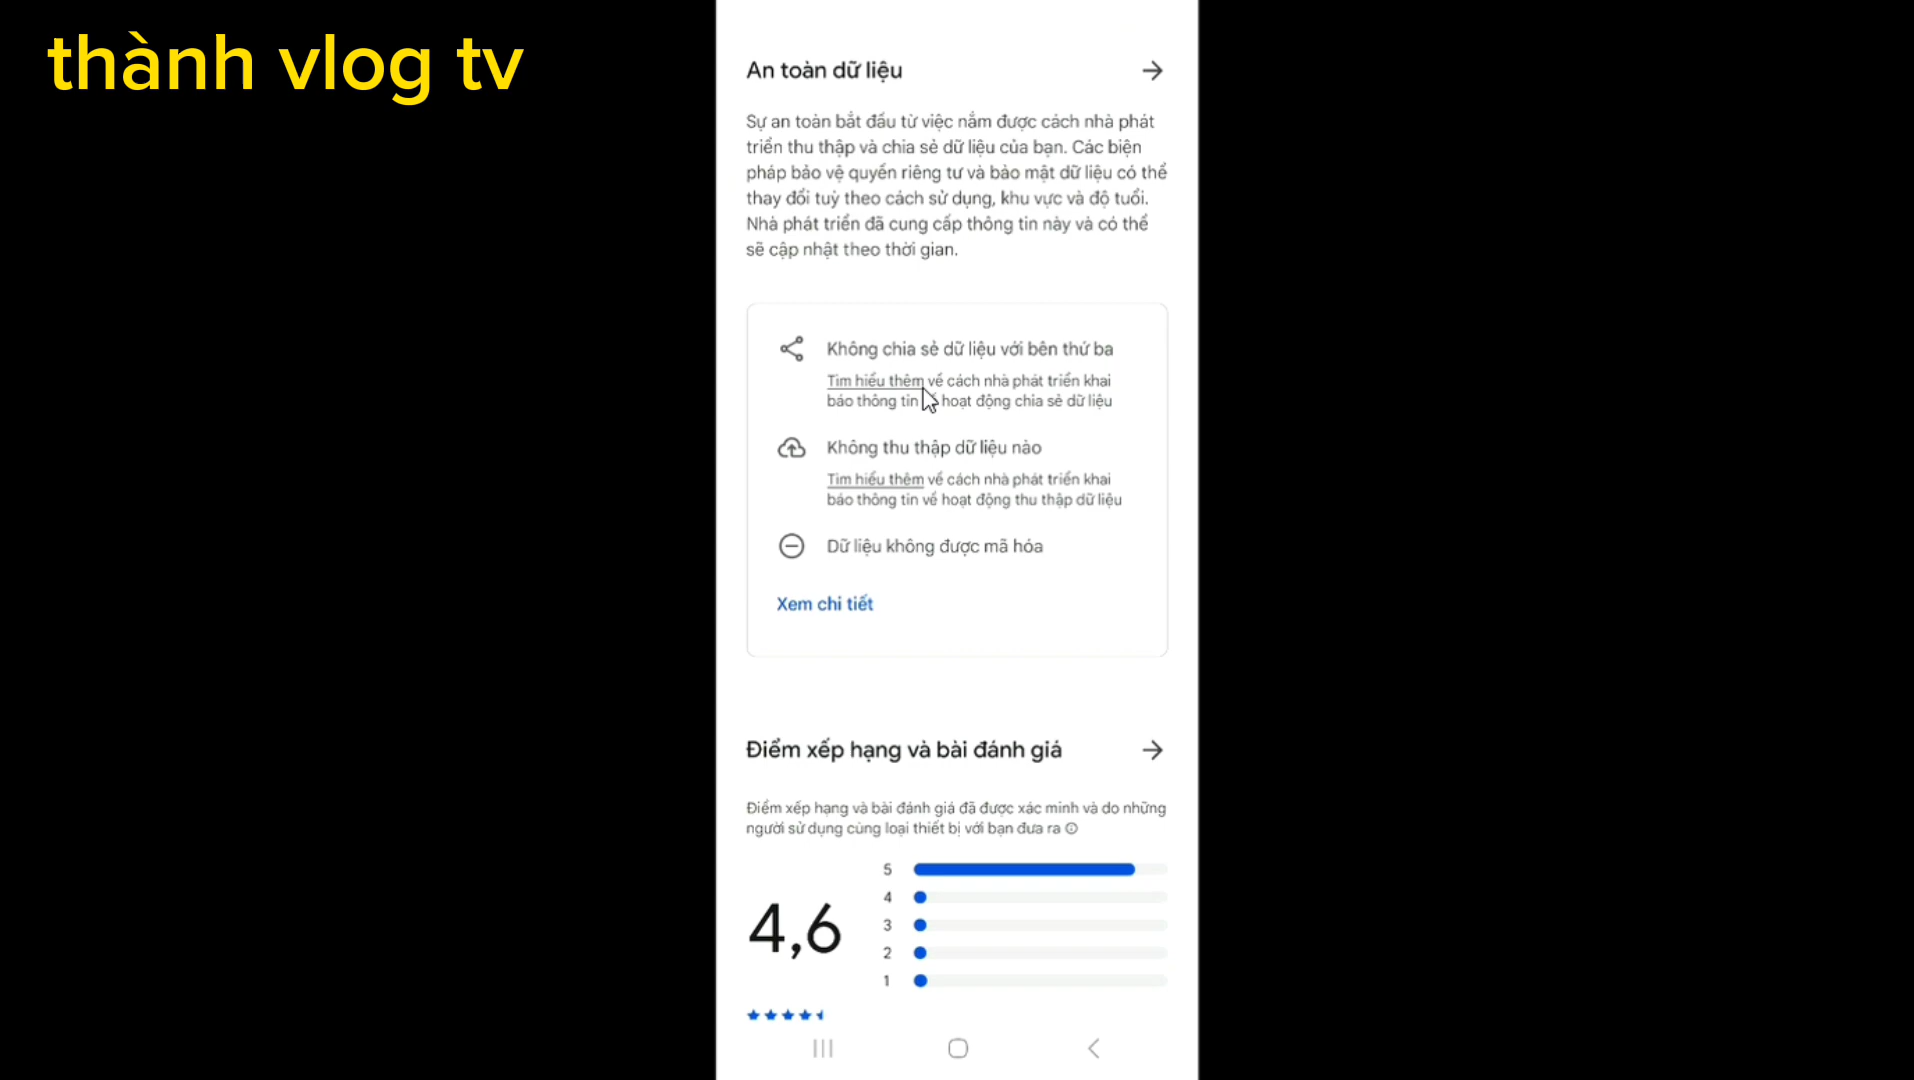 thành vlog tv
An toàn dữ liệu
Sự an toàn bắt đầu từ việc nắm được cách nhà phát
triển thu thập và chia sẻ dữ liệu của bạn. Các biện
pháp bảo vệ quyền riêng tư và bảo mật dữ liệu có thể
thay đổi tuỳ theo cách sử dụng, khu vực và độ tuổi.
Nhà phát triển đã cung cấp thông tin này và có thể
sẽ cập nhật theo thời gian.
Không chia sẻ dữ liệu với bên thứ ba
Tìm hiểu thêm về cách nhà phát triển khai
báo thông tin về hoạt động chia sẻ dữ liệu
Không thu thập dữ liệu nào
Tìm hiểu thêm về cách nhà phát triển khai
báo thông tin về hoạt động thu thập dữ liệu
Dữ liệu không được mã hóa
Xem chi tiết
Điểm xếp hạng và bài đánh giá
Điểm xếp hạng và bài đánh giá đã được xác minh và do những
người sử dụng cùng loại thiết bị với bạn đưa ra
4,6
5
4
3
2
1